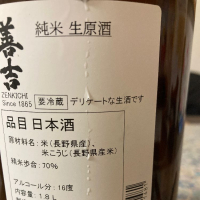 純米 生原酒
善吉
ZENKICHI
Since 1865
要冷蔵 デリケートな生酒です
品目 日本酒
原材料名：米（長野県産）、
米こうじ（長野県産米）
精米歩合：70%
アルコール分：16度
内容量：1.8L